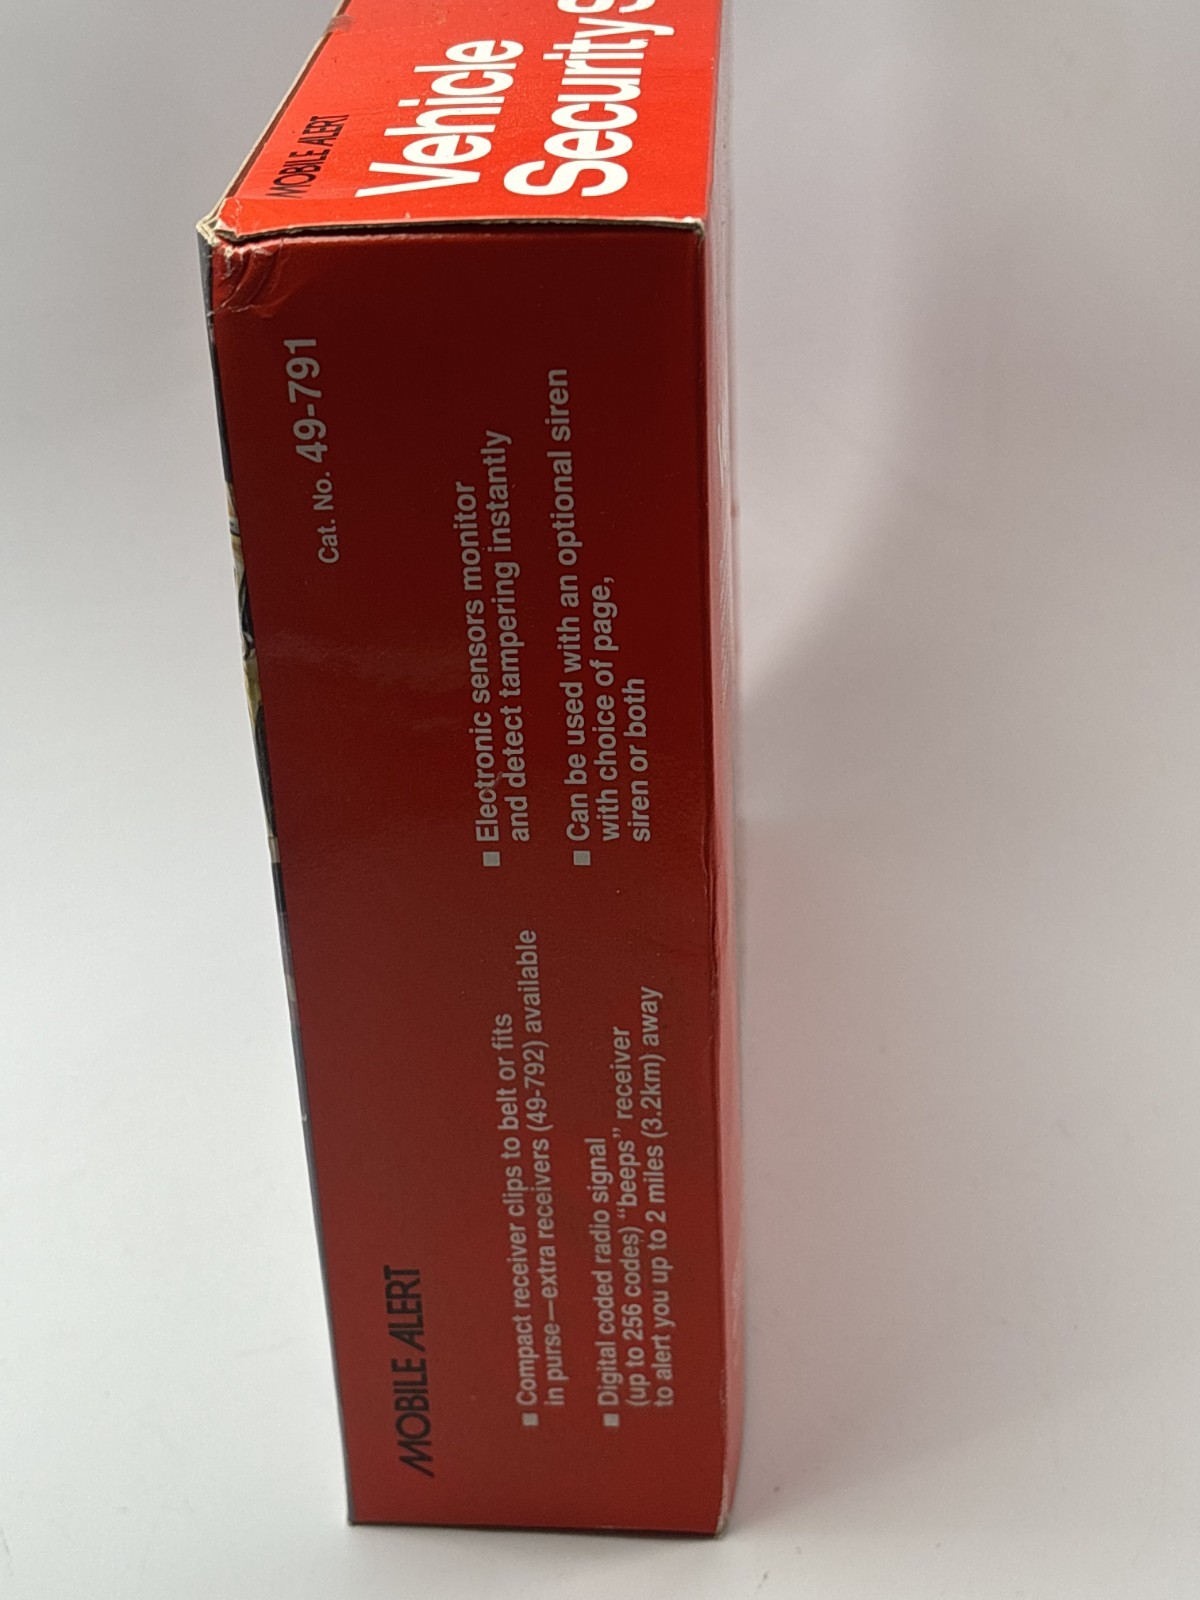 MOBILE ALERT
Vehicle
Security
MOBILE ALERT
Cat. No. 49-791
■ Compact receiver clips to belt or fits
in purse—extra receivers (49-792) available
■ Digital coded radio signal
(up to 256 codes) “beeps” receiver
to alert you up to 2 miles (3.2km) away
■ Electronic sensors monitor
and detect tampering instantly
■ Can be used with an optional siren
with choice of page,
siren or both